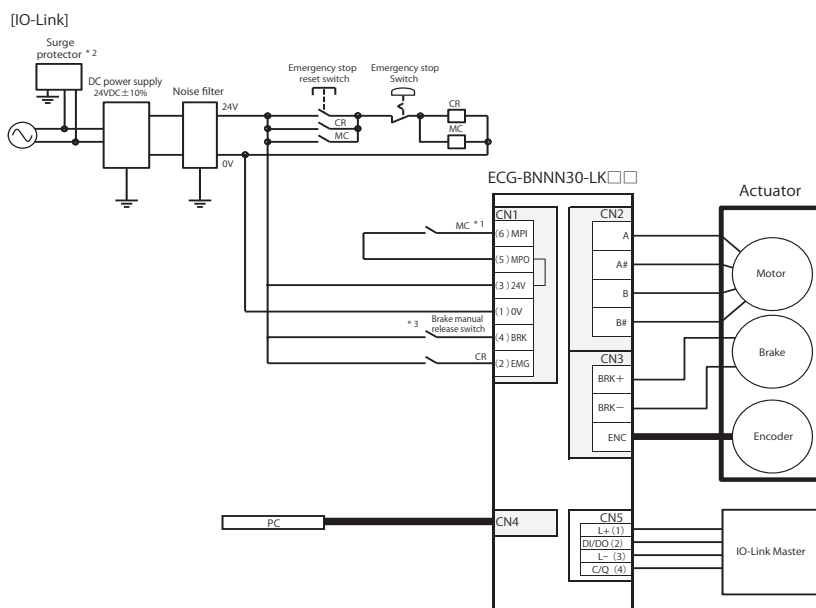 [IO-Link]
Surge
protector * 2
DC power supply
24VDC±10%
Noise filter
24V
0V
Emergency stop
reset switch
Emergency stop
Switch
CR
MC
CR
MC
ECG-BNNN30-LK□□
Actuator
CN1
MC * 1
(6) MPI
(5) MPO
(3) 24V
(1) 0V
* 3 Brake manual
release switch
(4) BRK
CR
(2) EMG
CN2
A
A#
B
B#
CN3
BRK+
BRK−
ENC
Motor
Brake
Encoder
PC
CN4
CN5
L+ (1)
DI/DO (2)
L− (3)
C/Q (4)
IO-Link Master